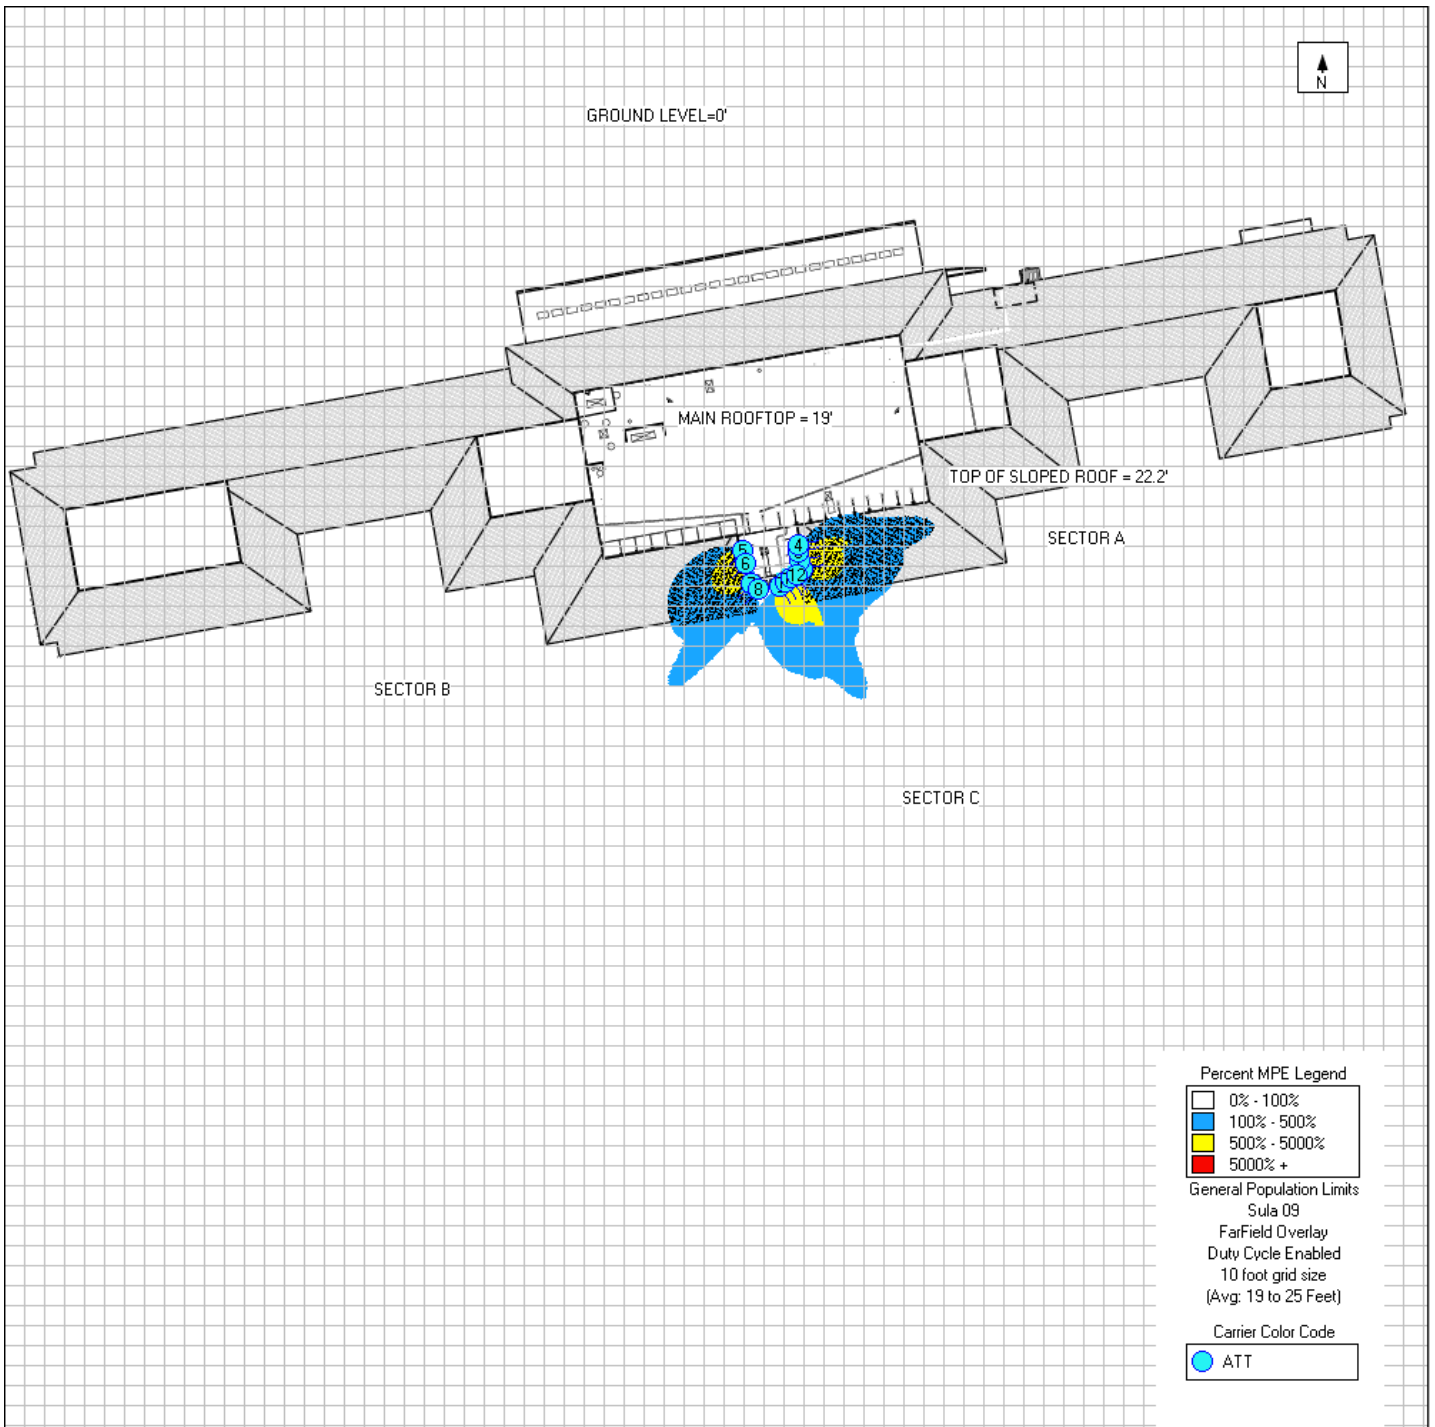 N
GROUND LEVEL=0'
MAIN ROOFTOP = 19'
TOP OF SLOPED ROOF = 22.2'
SECTOR A
4
5
6
12
8
SECTOR B
SECTOR C
Percent MPE Legend
0% - 100%
100% - 500%
500% - 5000%
5000% +
General Population Limits
Sula 09
FarField Overlay
Duty Cycle Enabled
10 foot grid size
(Avg: 19 to 25 Feet)
Carrier Color Code
ATT